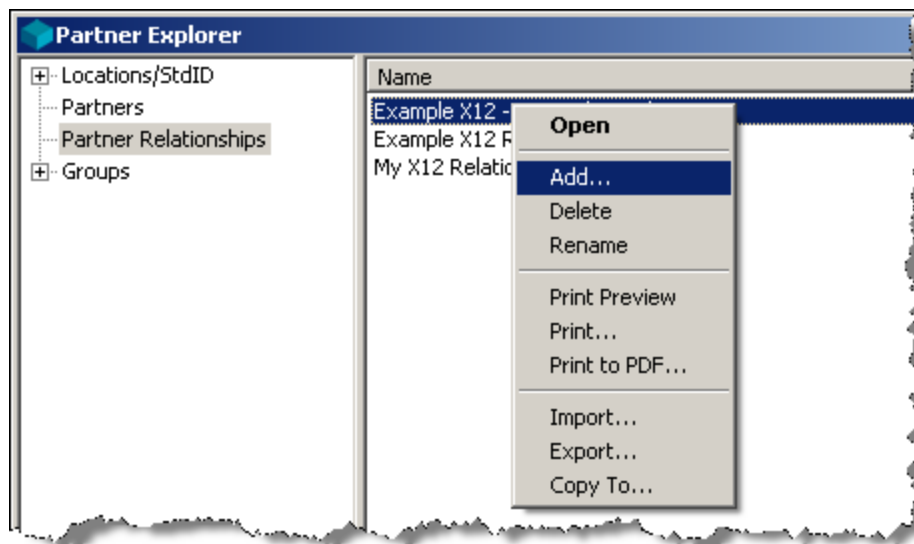 Partner Explorer
Locations/StdID
Partners
Partner Relationships
Groups
Name
Example X12 -
Example X12 R
My X12 Relatio
Open
Add...
Delete
Rename
Print Preview
Print...
Print to PDF...
Import...
Export...
Copy To...